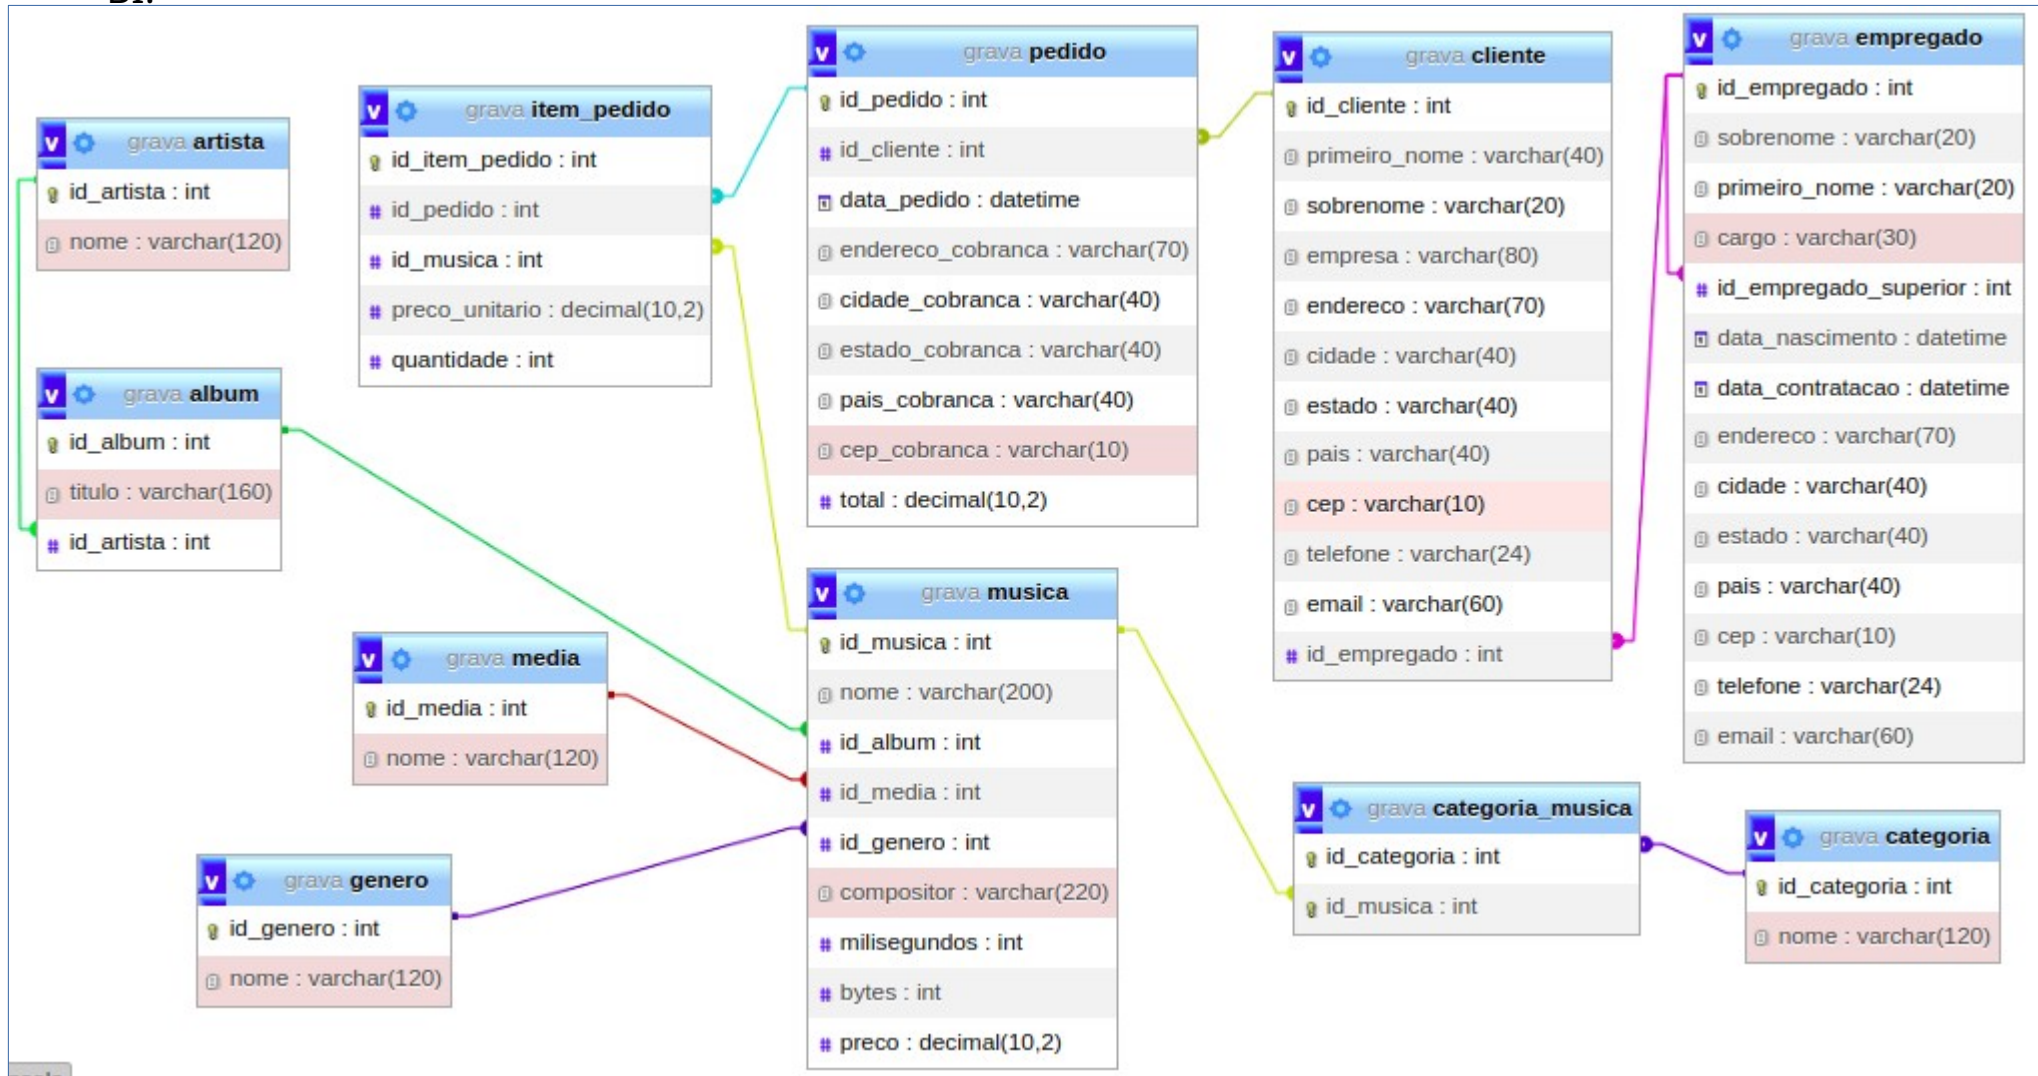 grava artista
id_artista : int
nome : varchar(120)
grava album
id_album : int
titulo : varchar(160)
id_artista : int
grava item_pedido
id_item_pedido : int
id_pedido : int
id_musica : int
preco_unitario : decimal(10,2)
quantidade : int
grava pedido
id_pedido : int
id_cliente : int
data_pedido : datetime
endereco_cobranca : varchar(70)
cidade_cobranca : varchar(40)
estado_cobranca : varchar(40)
pais_cobranca : varchar(40)
cep_cobranca : varchar(10)
total : decimal(10,2)
grava cliente
id_cliente : int
primeiro_nome : varchar(40)
sobrenome : varchar(20)
empresa : varchar(80)
endereco : varchar(70)
cidade : varchar(40)
estado : varchar(40)
pais : varchar(40)
cep : varchar(10)
telefone : varchar(24)
email : varchar(60)
id_empregado : int
grava empregado
id_empregado : int
sobrenome : varchar(20)
primeiro_nome : varchar(20)
cargo : varchar(30)
id_empregado_superior : int
data_nascimento : datetime
data_contratacao : datetime
endereco : varchar(70)
cidade : varchar(40)
estado : varchar(40)
pais : varchar(40)
cep : varchar(10)
telefone : varchar(24)
email : varchar(60)
grava media
id_media : int
nome : varchar(120)
grava genero
id_genero : int
nome : varchar(120)
grava musica
id_musica : int
nome : varchar(200)
id_album : int
id_media : int
id_genero : int
compositor : varchar(220)
milisegundos : int
bytes : int
preco : decimal(10,2)
grava categoria_musica
id_categoria : int
id_musica : int
grava categoria
id_categoria : int
nome : varchar(120)